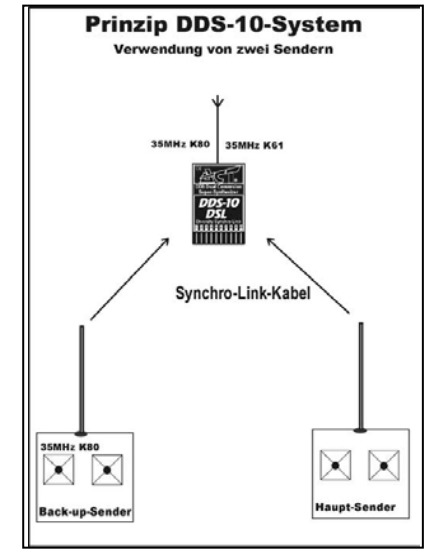 Prinzip DDS-10-System
Verwendung von zwei Sendern
35MHz K80 35MHz K61
ACT
DDS-10
DSL
Synchro-Link-Kabel
35MHz K80
Back-up-Sender
Haupt-Sender